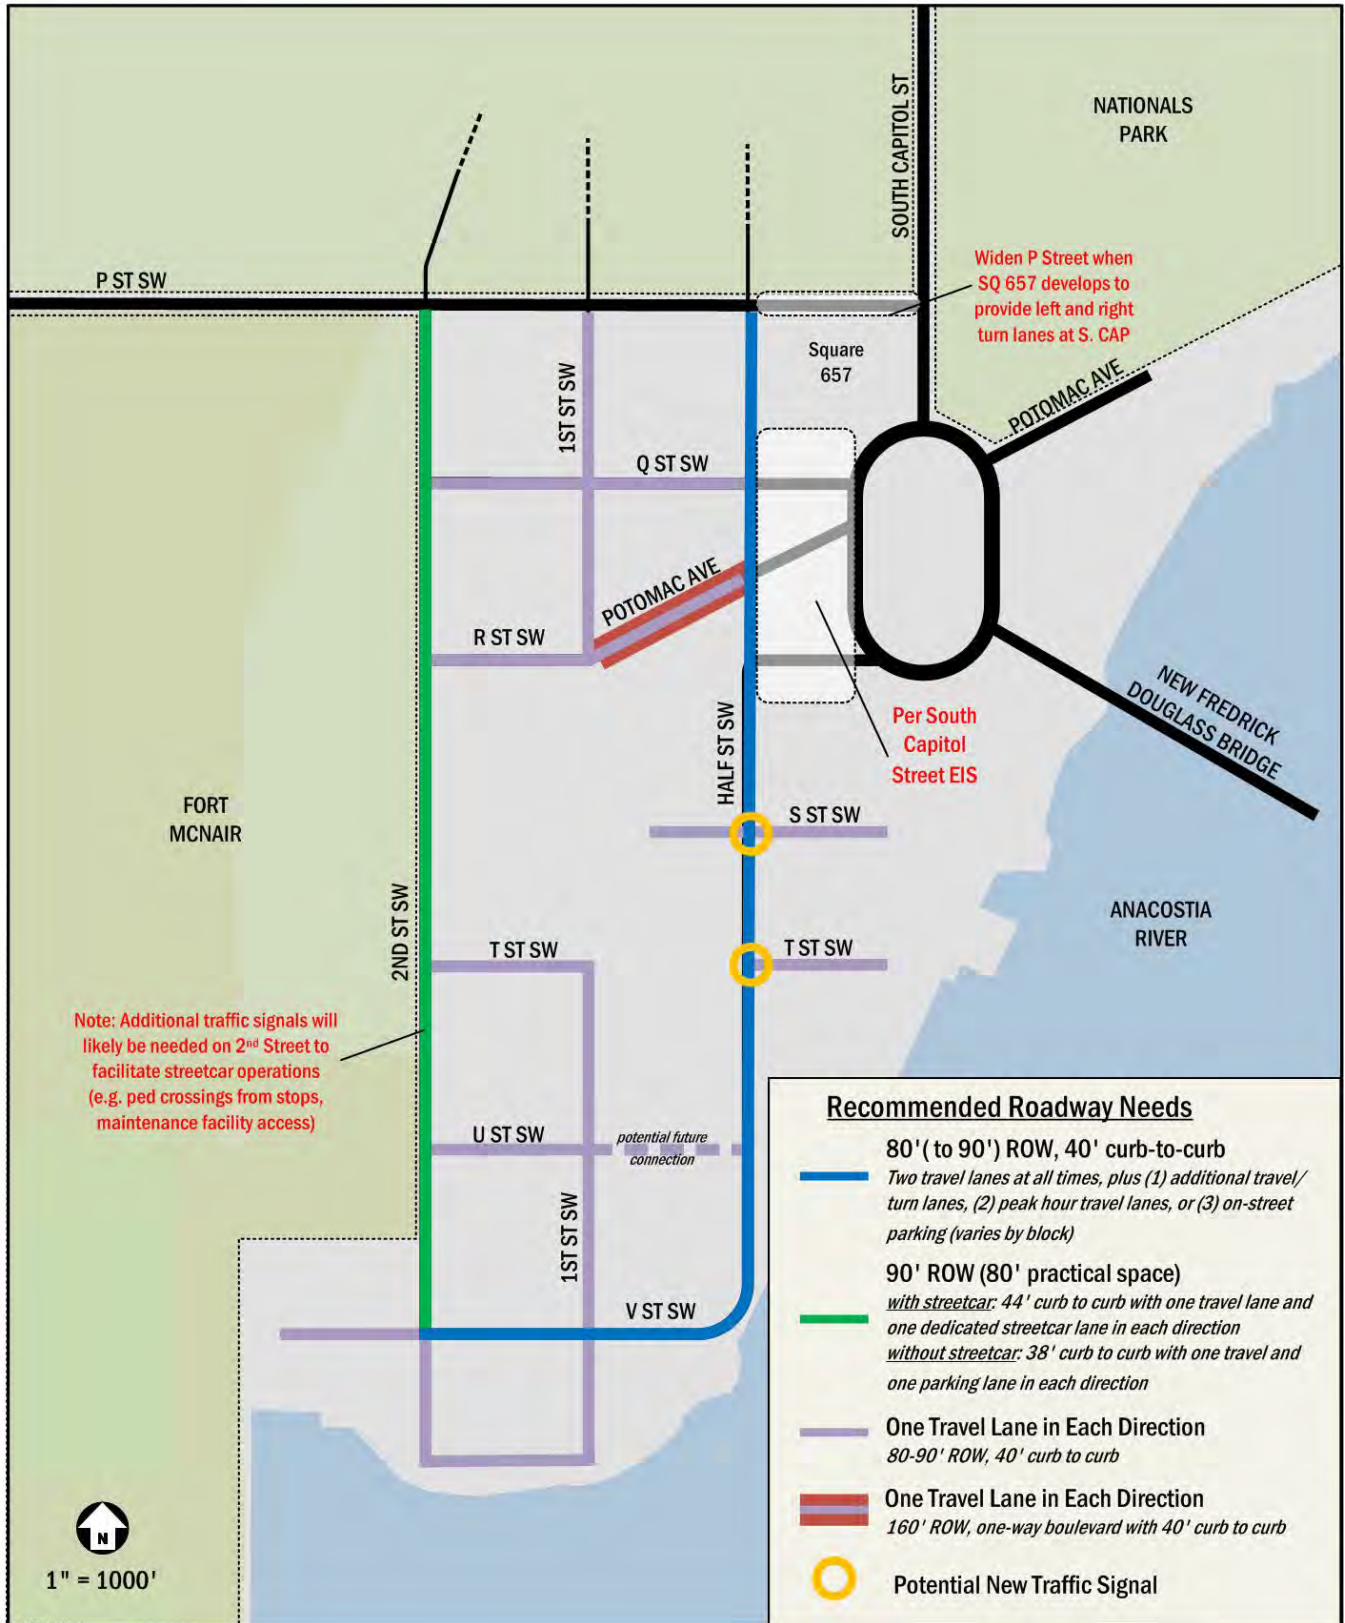 SOUTH CAPITOL ST
NATIONALS
PARK
P ST SW
Widen P Street when
SQ 657 develops to
provide left and right
turn lanes at S. CAP
Square
657
1ST ST SW
POTOMAC AVE
Q ST SW
POTOMAC AVE
R ST SW
NEW FREDRICK
DOUGLASS BRIDGE
HALF ST SW
Per South
Capitol
Street EIS
FORT
MCNAIR
S ST SW
2ND ST SW
ANACOSTIA
RIVER
T ST SW
T ST SW
Note: Additional traffic signals will
likely be needed on 2nd Street to
facilitate streetcar operations
(e.g. ped crossings from stops,
maintenance facility access)
U ST SW
potential future
connection
1ST ST SW
V ST SW
Recommended Roadway Needs
80'( to 90') ROW, 40' curb-to-curb
Two travel lanes at all times, plus (1) additional travel/
turn lanes, (2) peak hour travel lanes, or (3) on-street
parking (varies by block)
90' ROW (80' practical space)
with streetcar: 44' curb to curb with one travel lane and
one dedicated streetcar lane in each direction
without streetcar: 38' curb to curb with one travel and
one parking lane in each direction
One Travel Lane in Each Direction
80-90' ROW, 40' curb to curb
One Travel Lane in Each Direction
160' ROW, one-way boulevard with 40' curb to curb
Potential New Traffic Signal
N
1" = 1000'